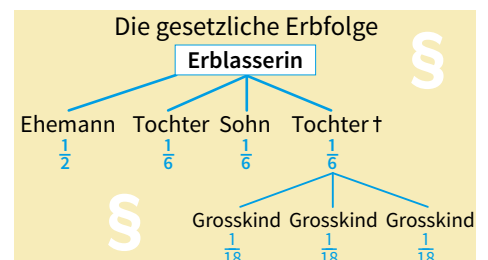 Die gesetzliche Erbfolge
§
Erblasserin
Ehemann Tochter Sohn Tochter †
1/2 1/6 1/6 1/6
§
Grosskind Grosskind Grosskind
1/18 1/18 1/18